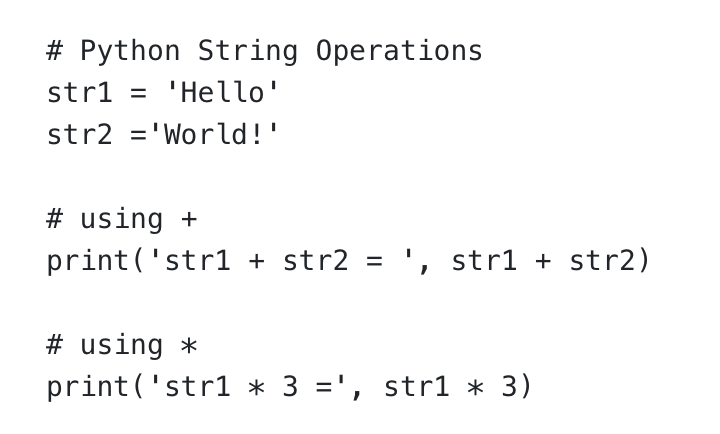 # Python String Operations
str1 = 'Hello'
str2 ='World!'
# using +
print('str1 + str2 = ', str1 + str2)
# using *
print('str1 * 3 =', str1 * 3)